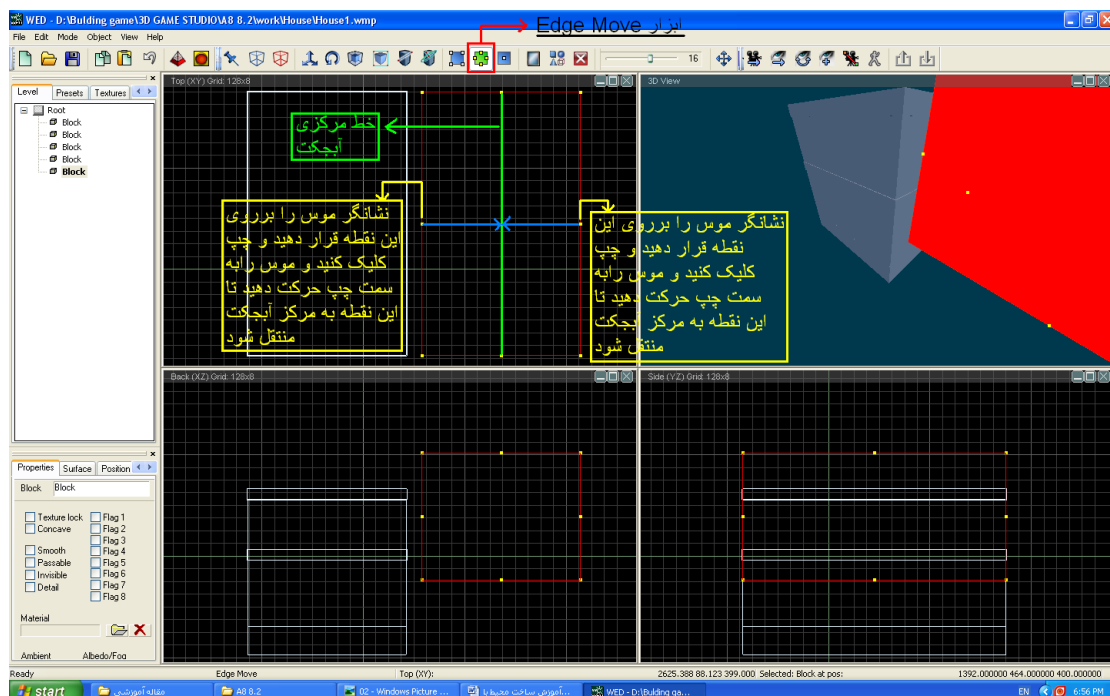 WED - D:\Bulding game\3D GAME STUDIO\A8 8.2\work\House\House1.wmp
ابزار Edge Move
File Edit Mode Object View Help
16
Level Presets Textures
Root
Block
Block
Block
Block
Block
Top (XY) Grid: 128x8
3D View
خط مرکزی
آبجکت
نشانگر موس را برروی
این نقطه قرار دهید و چپ
کلیک کنید و موس رابه
سمت چپ حرکت دهید تا
این نقطه به مرکز آبجکت
منتقل شود
نشانگر موس را برروی این
نقطه قرار دهید و چپ
کلیک کنید و موس رابه
سمت چپ حرکت دهید تا
این نقطه به مرکز آبجکت
منتقل شود
Back (XZ) Grid: 128x8
Side (YZ) Grid: 128x8
Properties Surface Position
Block Block
Texture lock Flag 1
Concave Flag 2
Flag 3
Smooth Flag 4
Passable Flag 5
Invisible Flag 6
Detail Flag 7
Flag 8
Material
Ambient Albedo/Fog
Ready Edge Move Top (XY): 2625.388 88.123 399.000 Selected: Block at pos: 1392.000000 464.000000 400.000000
start مقاله آموزشی A8 8.2 02 - Windows Picture ... آموزش ساخت محیط با... WED - D:\Bulding ga... EN 6:56 PM